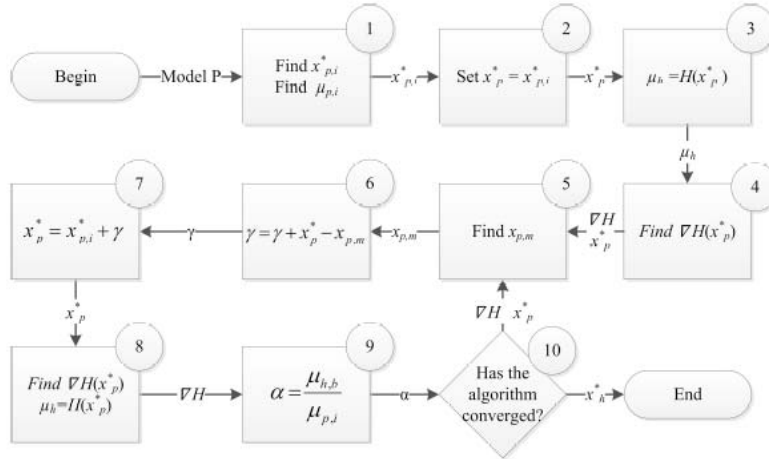 1
2
3
Begin
Model P
Find x*p,i
Find μp,i
x*p,i
Set x*p = x*p,i
x*p
μh =H(x*p)
μh
7
6
5
4
x*p = x*p,i + γ
γ
γ = γ + x*p − xp,m
xp,m
Find xp,m
∇H
x*p
Find ∇H(x*p)
x*p
∇H x*p
8
9
10
Find ∇H(x*p)
μh=H(x*p)
∇H
α = μh,b / μp,i
α
Has the
algorithm
converged?
x*h
End